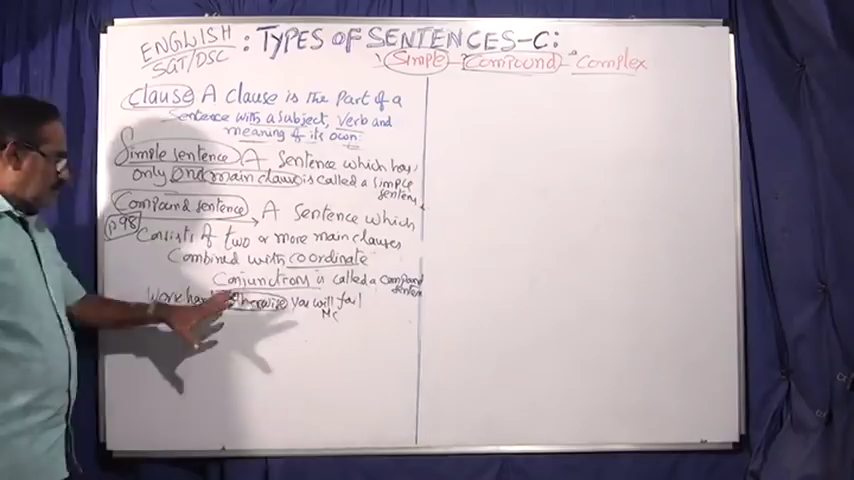 ENGLISH
SGT/DSC
: TYPES OF SENTENCES-C:
Simple - Compound - Complex
Clause A Clause is the part of a
Sentence with a subject, verb and
meaning of its own.
Simple sentence A Sentence which has
only one main clause is called a simple
sentence
Compound sentence A Sentence which
p 98
Consists of two or more main clauses
Combined with coordinate
Conjunctions is called a compound
sentence
Work hard otherwise you will fail
MC